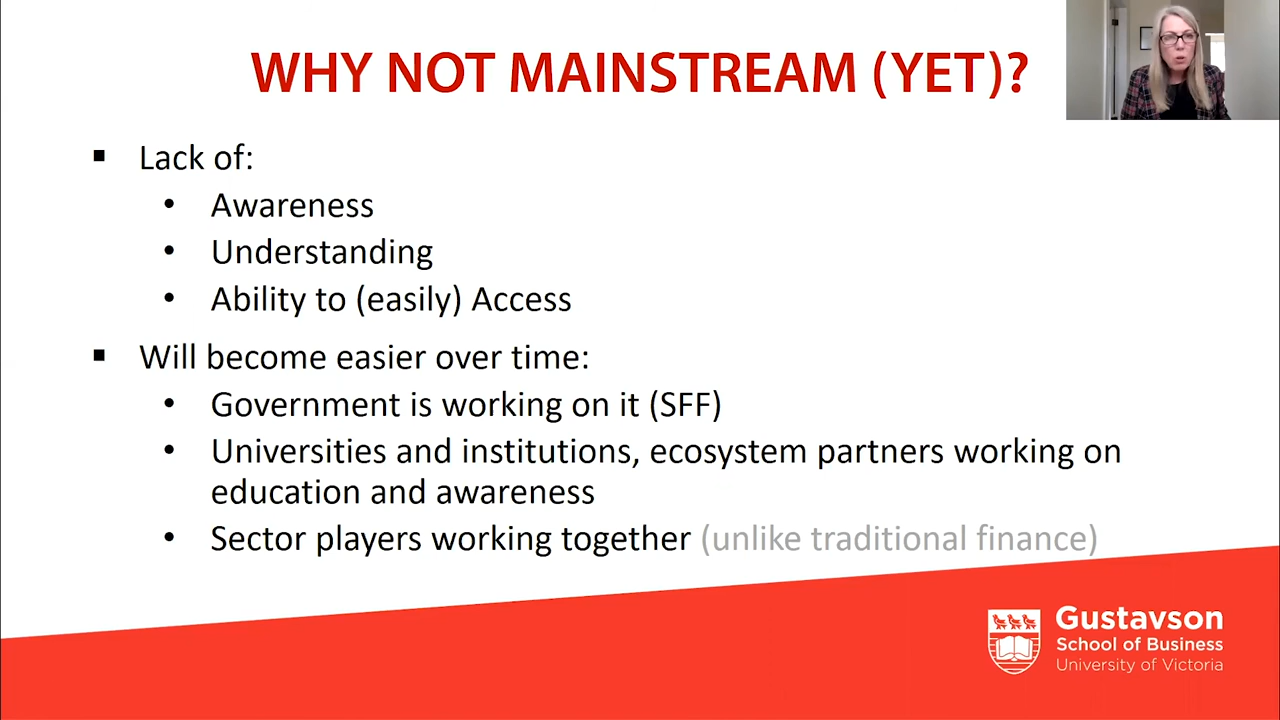 WHY NOT MAINSTREAM (YET)?
Lack of:
Awareness
Understanding
Ability to (easily) Access
Will become easier over time:
Government is working on it (SFF)
Universities and institutions, ecosystem partners working on
education and awareness
Sector players working together (unlike traditional finance)
Gustavson
School of Business
University of Victoria